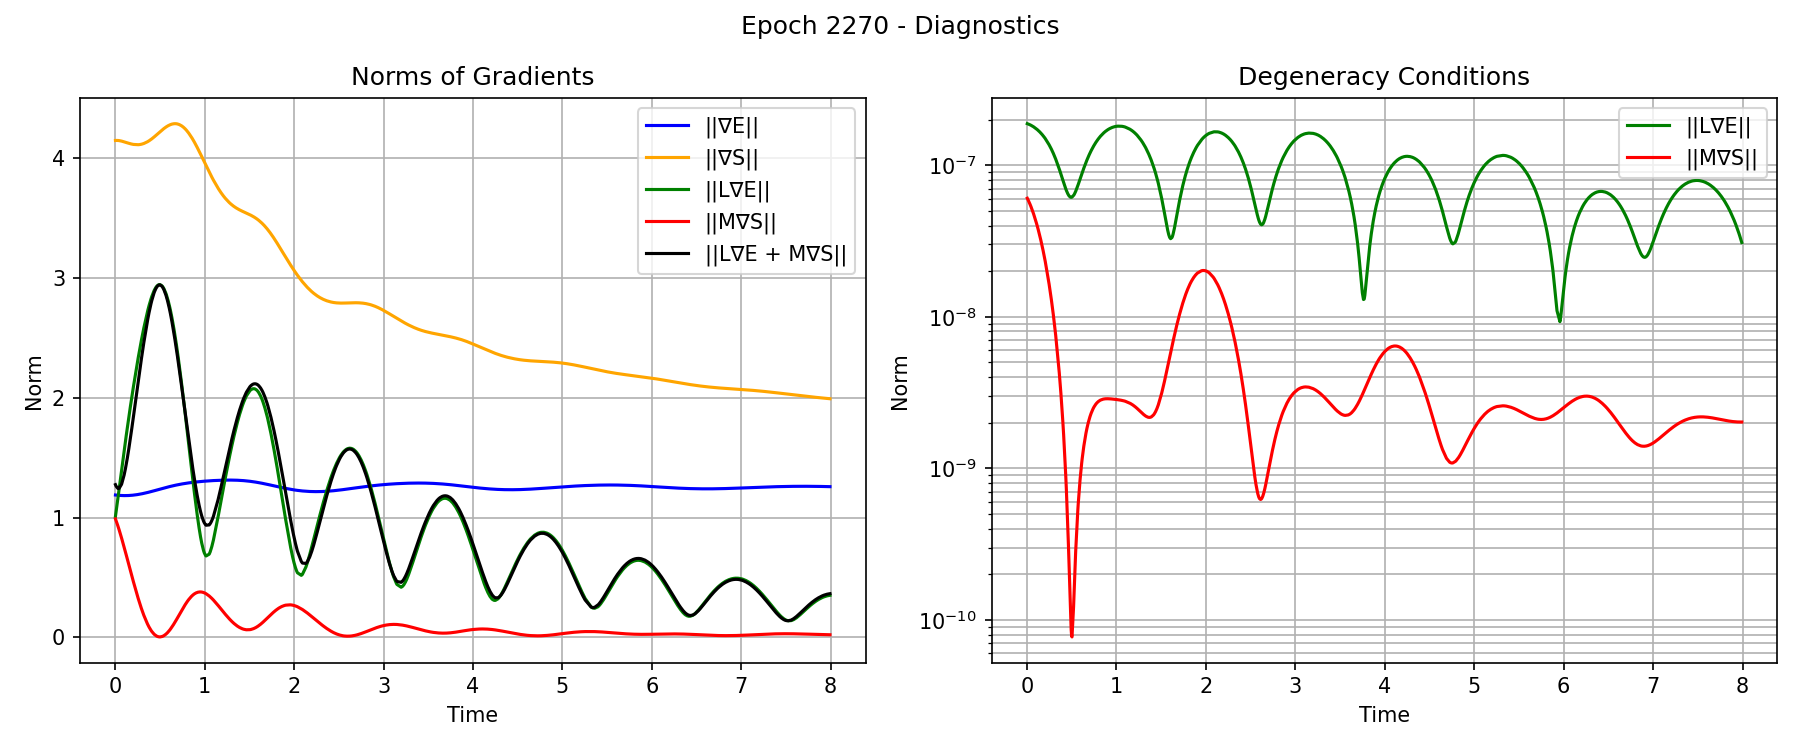 Epoch 2270 - Diagnostics
Norms of Gradients
Norm
4
3
2
1
0
0 1 2 3 4 5 6 7 8
Time
||∇E||
||∇S||
||L∇E||
||M∇S||
||L∇E + M∇S||
Degeneracy Conditions
Norm
10⁻⁷
10⁻⁸
10⁻⁹
10⁻¹⁰
0 1 2 3 4 5 6 7 8
Time
||L∇E||
||M∇S||